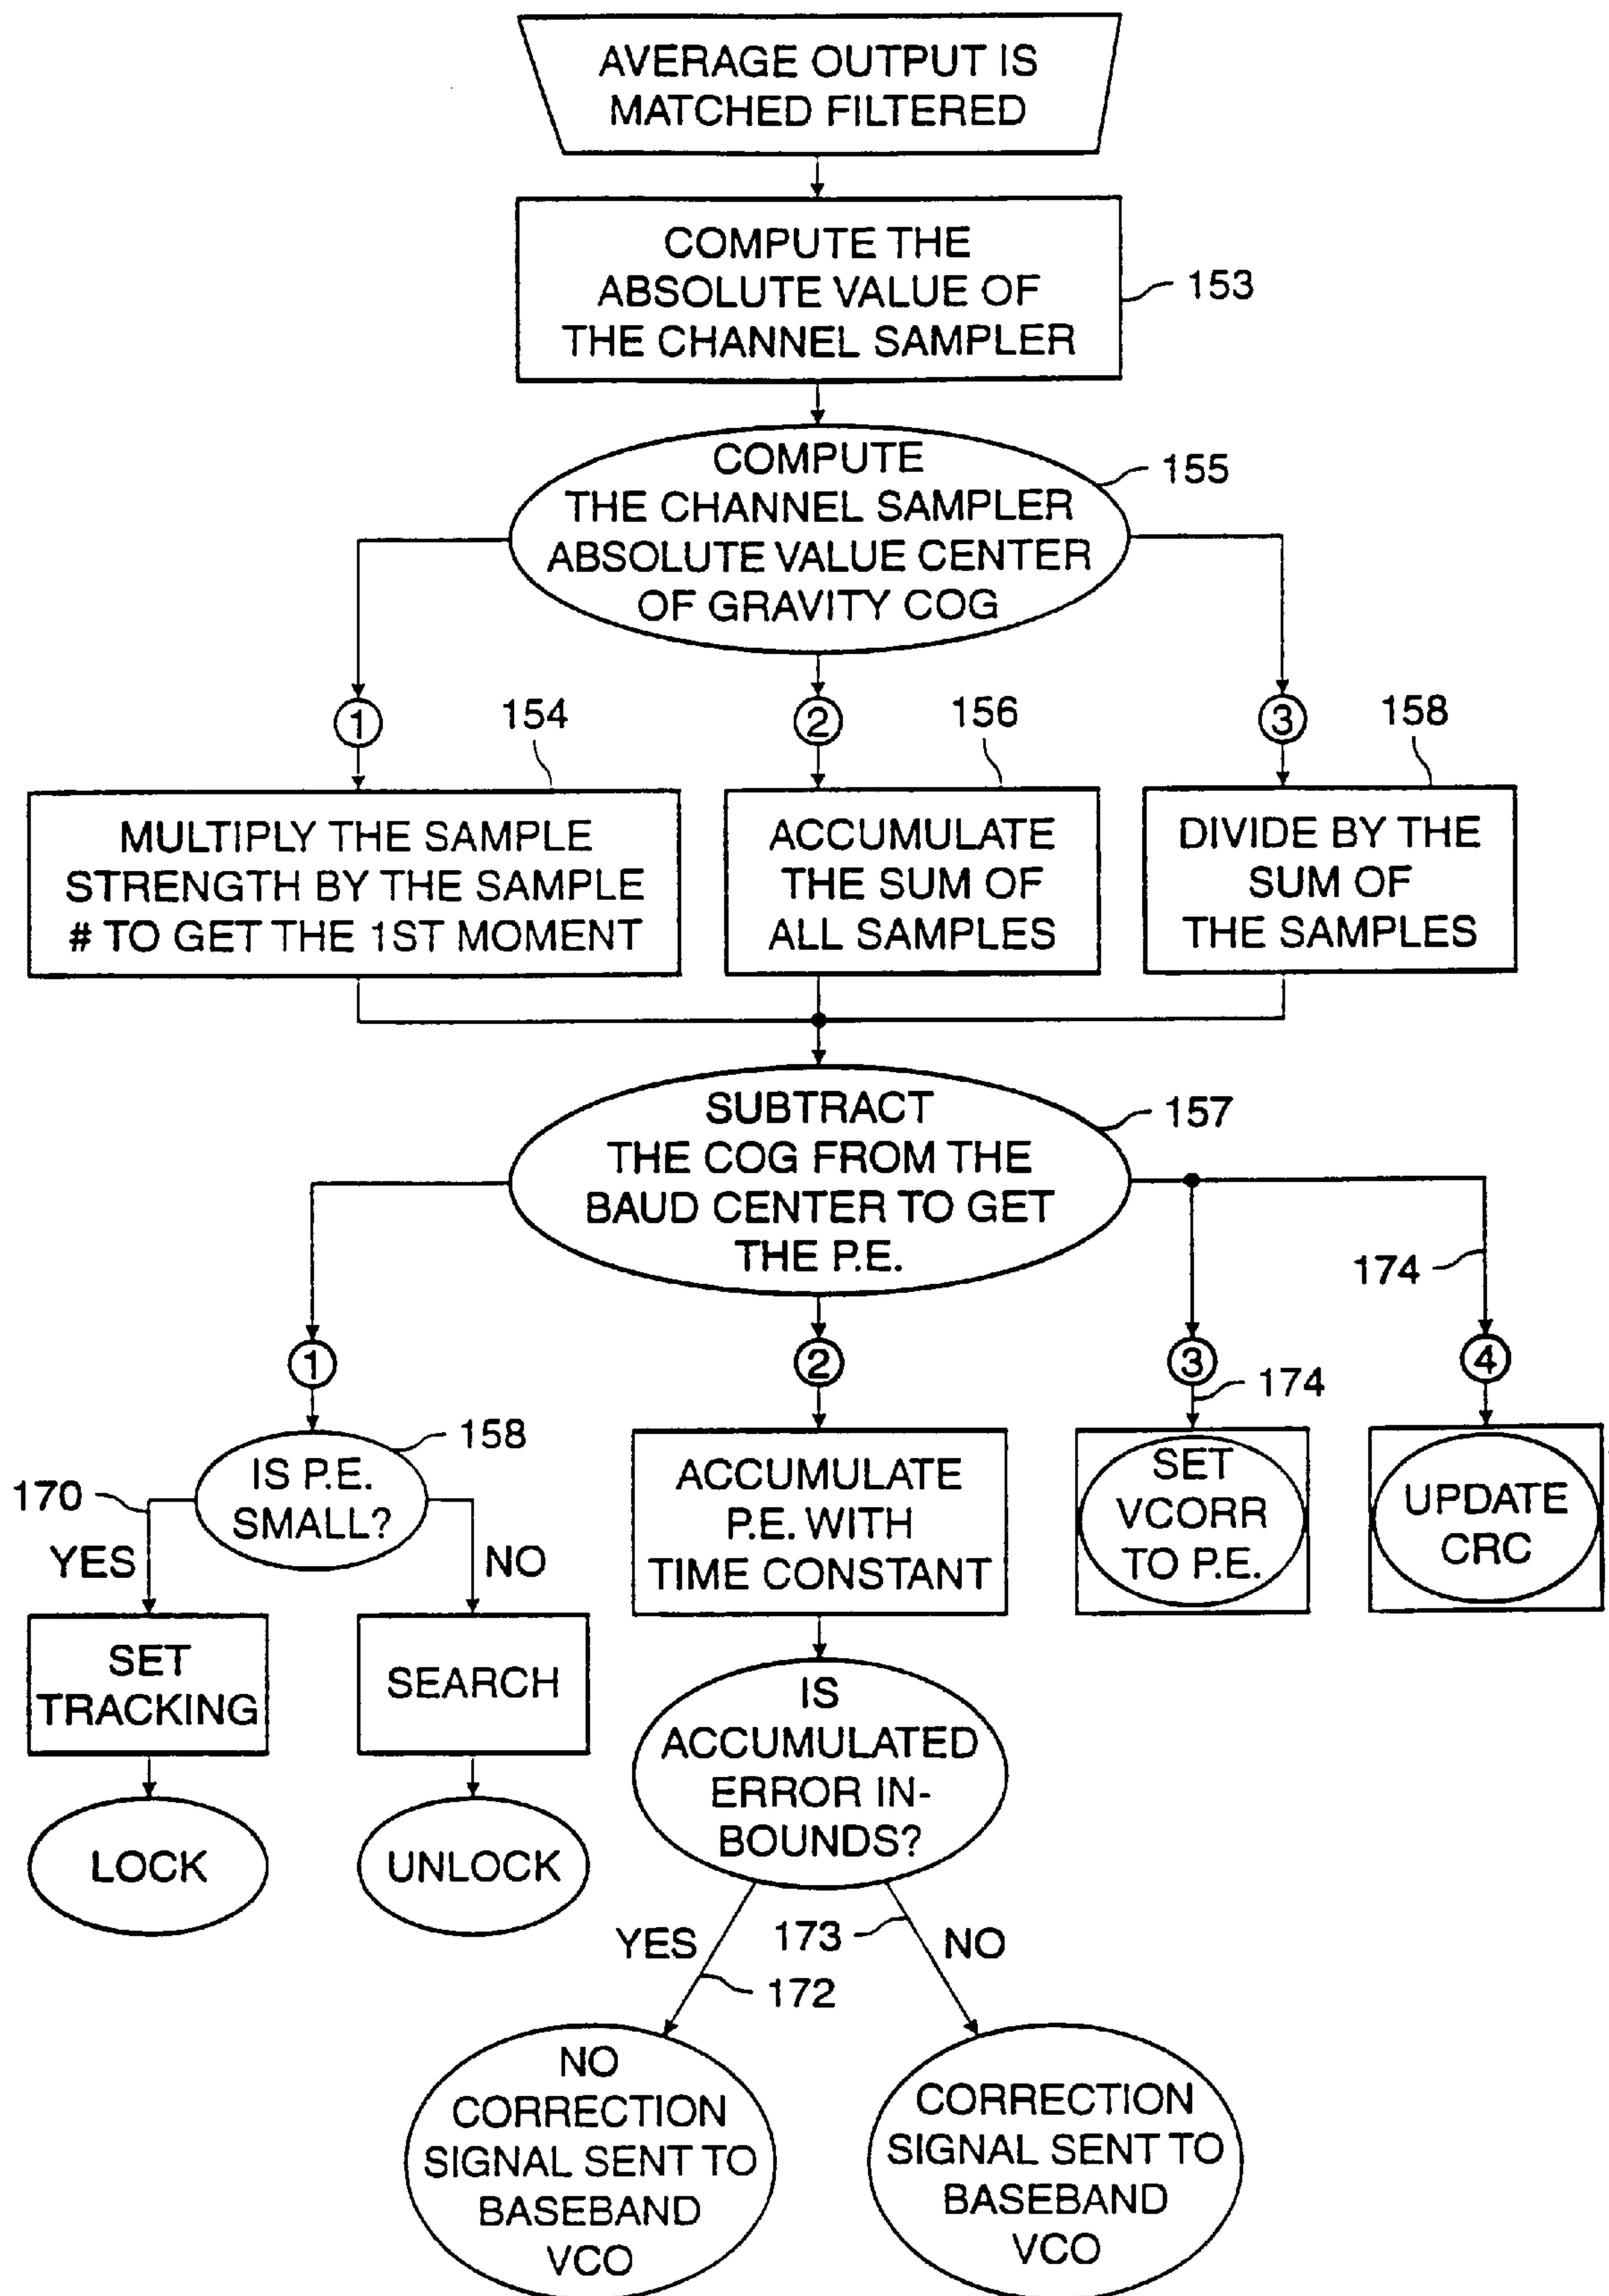 AVERAGE OUTPUT IS
MATCHED FILTERED
COMPUTE THE
ABSOLUTE VALUE OF
THE CHANNEL SAMPLER
153
COMPUTE
THE CHANNEL SAMPLER
ABSOLUTE VALUE CENTER
OF GRAVITY COG
155
1
154
2
156
3
158
MULTIPLY THE SAMPLE
STRENGTH BY THE SAMPLE
# TO GET THE 1ST MOMENT
ACCUMULATE
THE SUM OF
ALL SAMPLES
DIVIDE BY THE
SUM OF
THE SAMPLES
SUBTRACT
THE COG FROM THE
BAUD CENTER TO GET
THE P.E.
157
174
1
2
3
4
174
158
IS P.E.
SMALL?
170
YES
NO
ACCUMULATE
P.E. WITH
TIME CONSTANT
SET
VCORR
TO P.E.
UPDATE
CRC
SET
TRACKING
SEARCH
IS
ACCUMULATED
ERROR IN-
BOUNDS?
LOCK
UNLOCK
YES
173
NO
172
NO
CORRECTION
SIGNAL SENT TO
BASEBAND
VCO
CORRECTION
SIGNAL SENT TO
BASEBAND
VCO